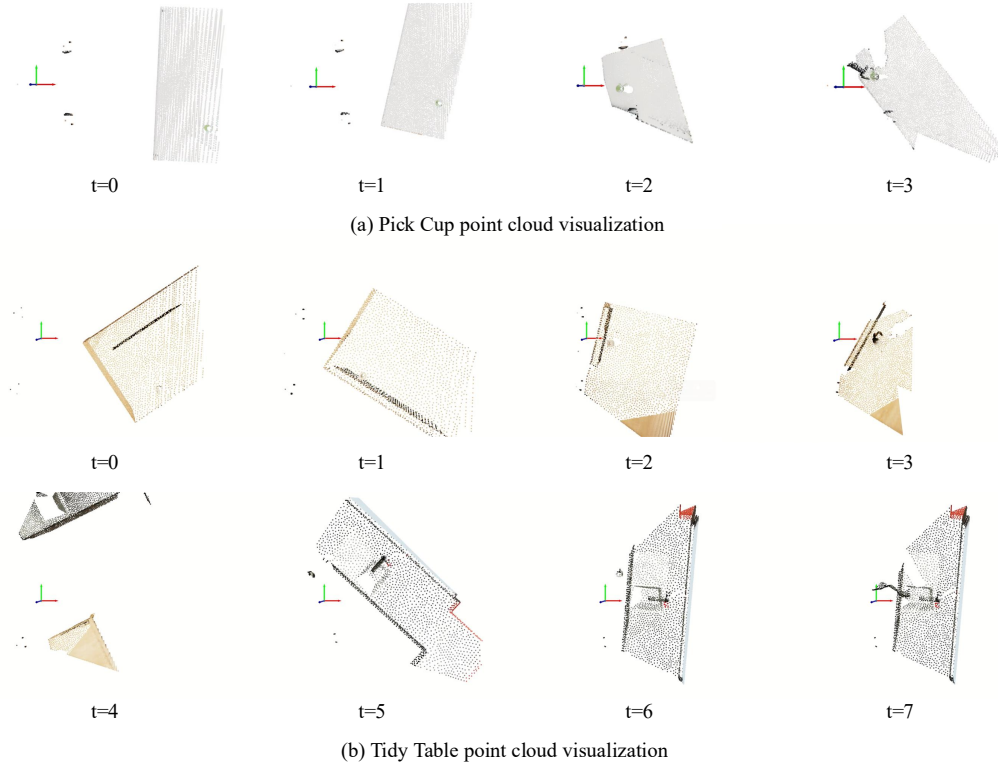 t=0 t=1 t=2 t=3
(a) Pick Cup point cloud visualization
t=0 t=1 t=2 t=3
t=4 t=5 t=6 t=7
(b) Tidy Table point cloud visualization